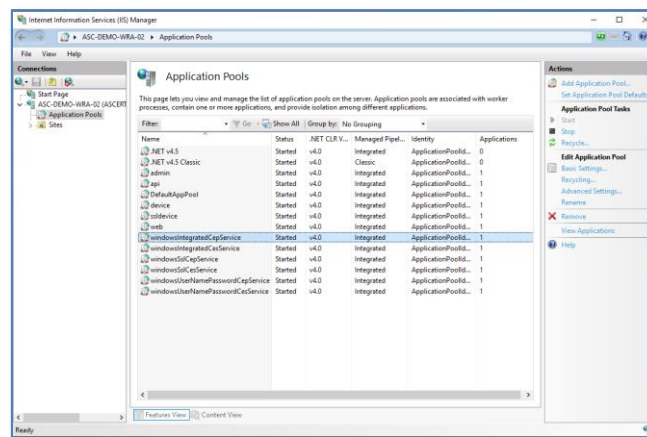 Internet Information Services (IIS) Manager
ASC-DEMO-WRA-02 Application Pools
File View Help
Connections
Start Page
ASC-DEMO-WRA-02 (ASCERT
Application Pools
Sites
Application Pools
This page lets you view and manage the list of application pools on the server. Application pools are associated with worker
processes, contain one or more applications, and provide isolation among different applications.
Filter: Go Show All Group by: No Grouping
Name Status .NET CLR V... Managed Pipel... Identity Applications
.NET v4.5 Started v4.0 Integrated ApplicationPoolId... 0
.NET v4.5 Classic Started v4.0 Classic ApplicationPoolId... 0
admin Started v4.0 Integrated ApplicationPoolId... 1
api Started v4.0 Integrated ApplicationPoolId... 1
DefaultAppPool Started v4.0 Integrated ApplicationPoolId... 1
device Started v4.0 Integrated ApplicationPoolId... 1
ssldevice Started v4.0 Integrated ApplicationPoolId... 1
web Started v4.0 Integrated ApplicationPoolId... 1
windowsIntegratedCepService Started v4.0 Integrated ApplicationPoolId... 1
windowsIntegratedCesService Started v4.0 Integrated ApplicationPoolId... 1
windowsSslCepService Started v4.0 Integrated ApplicationPoolId... 1
windowsSslCesService Started v4.0 Integrated ApplicationPoolId... 1
windowsUserNamePasswordCepService Started v4.0 Integrated ApplicationPoolId... 1
windowsUserNamePasswordCesService Started v4.0 Integrated ApplicationPoolId... 1
Features View Content View
Actions
Add Application Pool...
Set Application Pool Defaults
Application Pool Tasks
Start
Stop
Recycle...
Edit Application Pool
Basic Settings...
Recycling...
Advanced Settings...
Rename
Remove
View Applications
Help
Ready